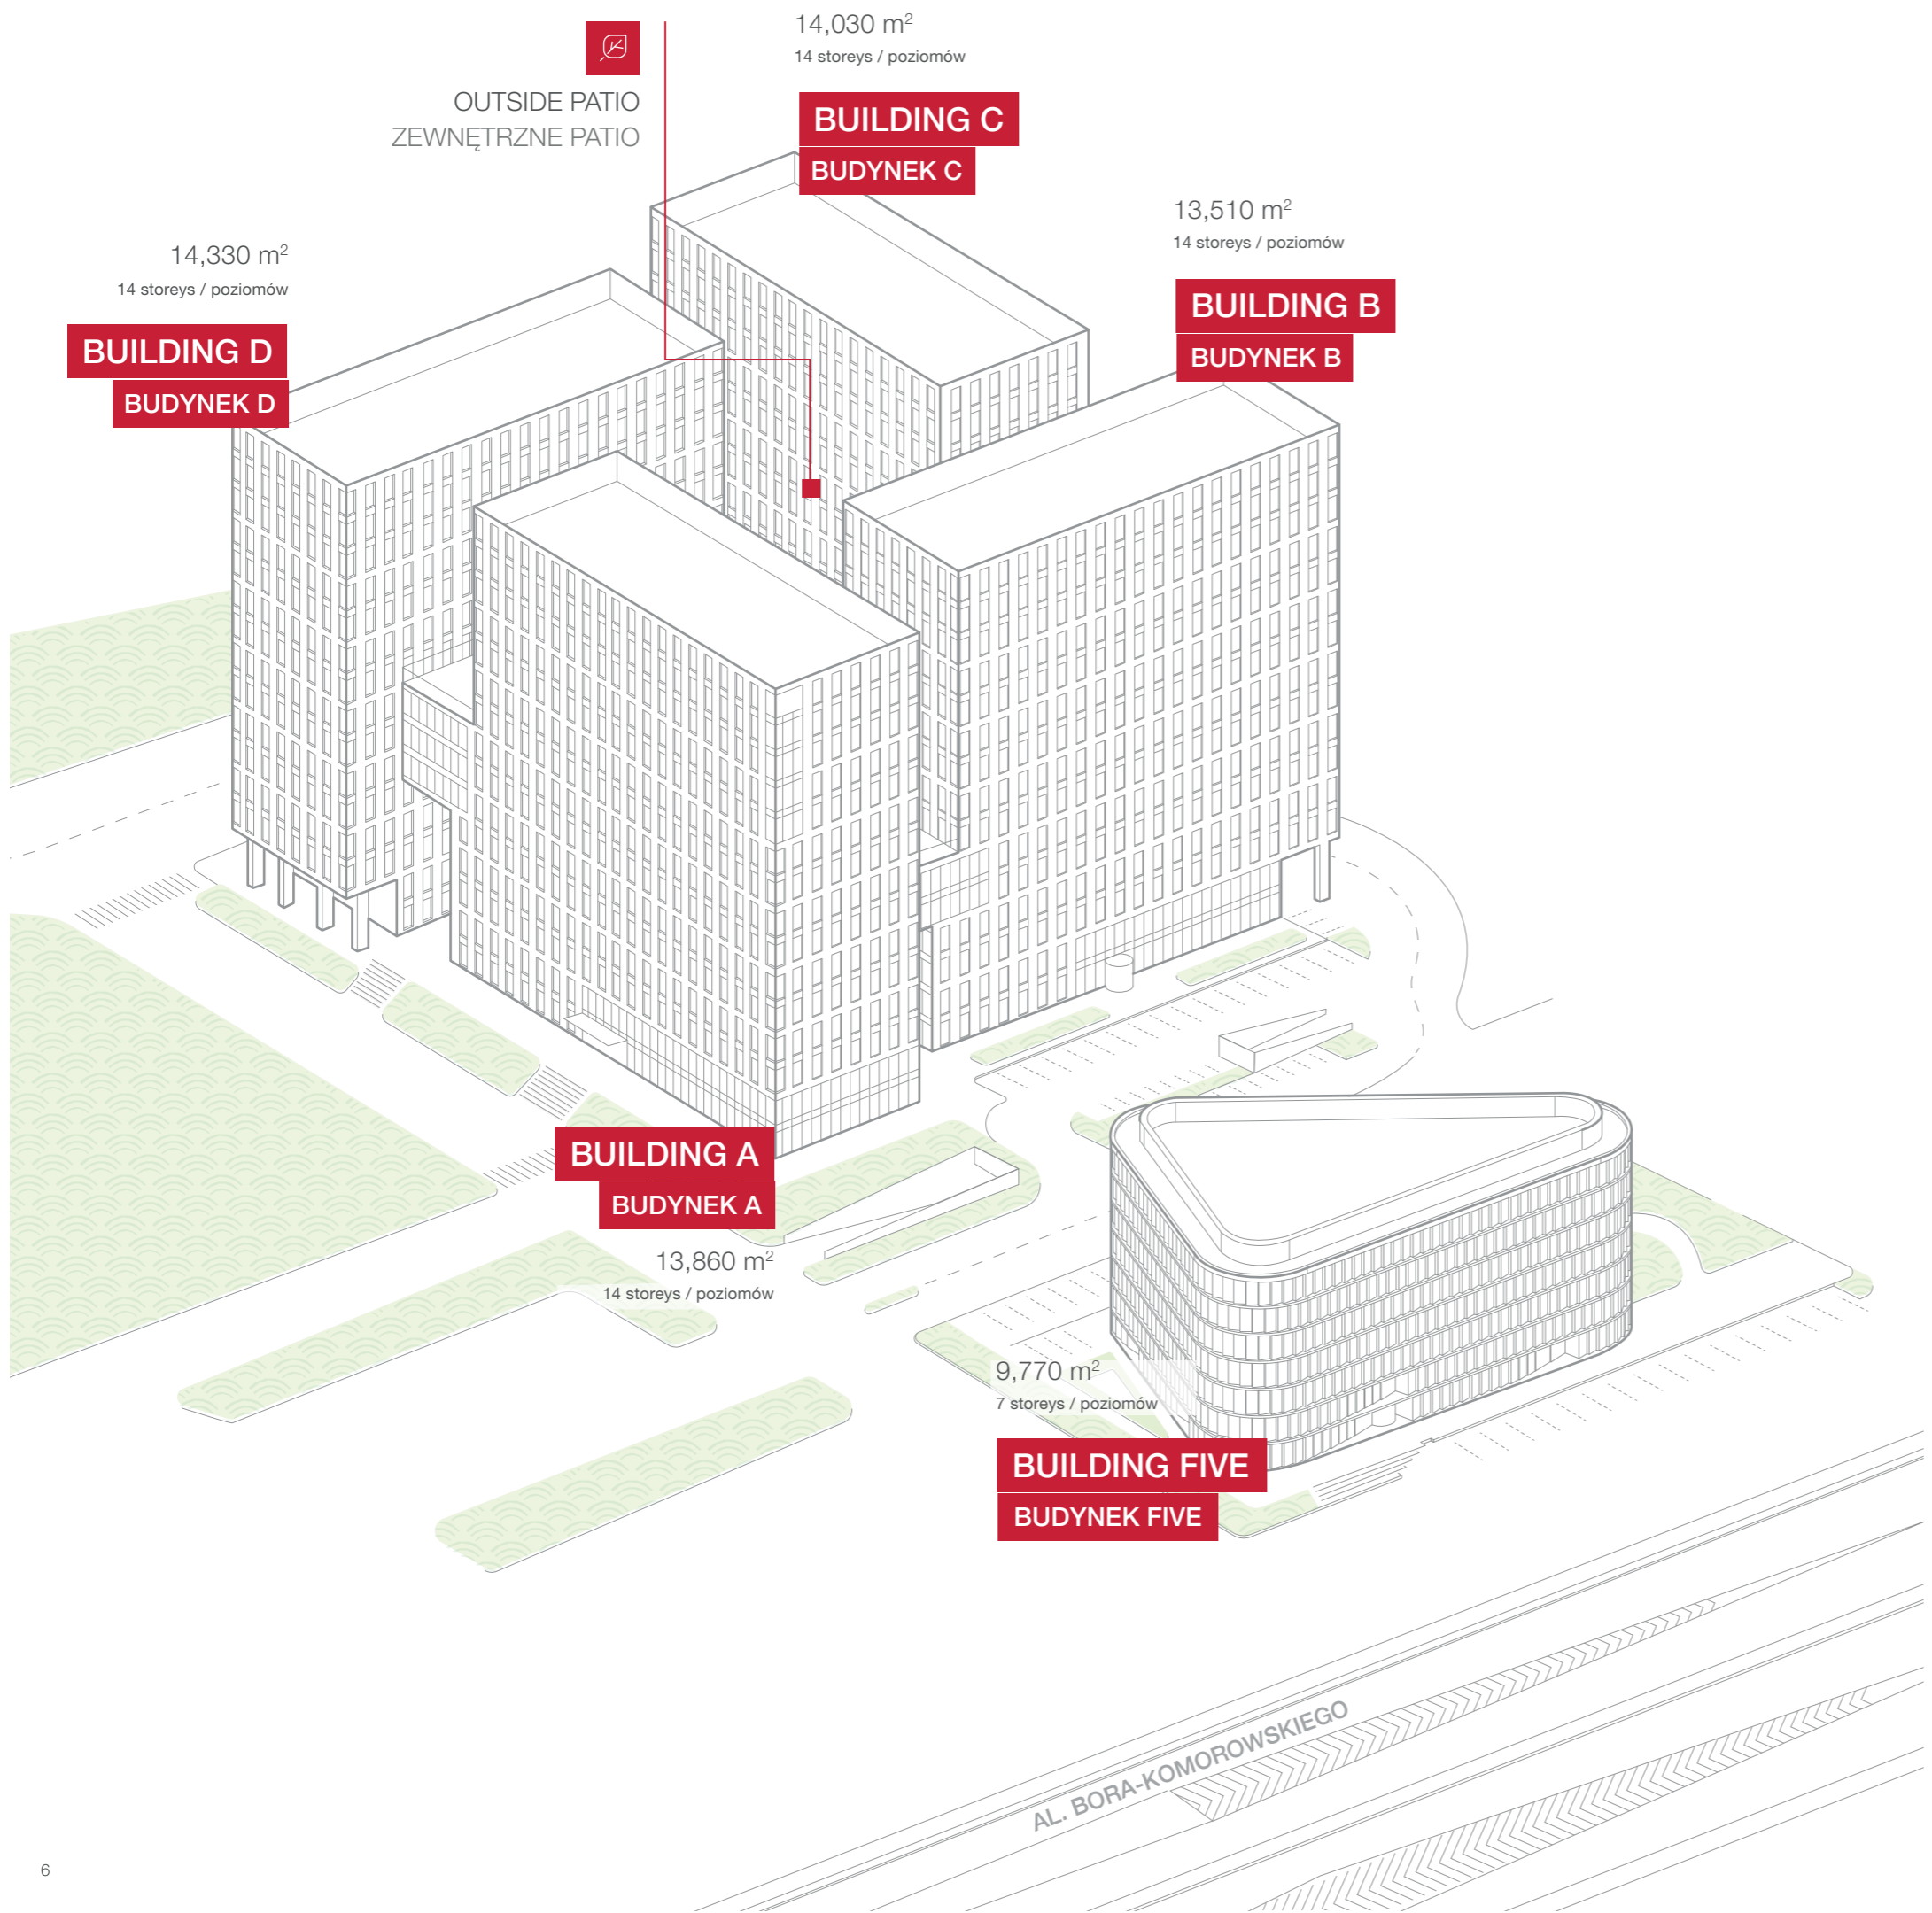 OUTSIDE PATIO
ZEWNĘTRZNE PATIO
14,030 m²
14 storeys / poziomów
BUILDING C
BUDYNEK C
13,510 m²
14 storeys / poziomów
BUILDING B
BUDYNEK B
14,330 m²
14 storeys / poziomów
BUILDING D
BUDYNEK D
BUILDING A
BUDYNEK A
13,860 m²
14 storeys / poziomów
9,770 m²
7 storeys / poziomów
BUILDING FIVE
BUDYNEK FIVE
AL. BORA-KOMOROWSKIEGO
6